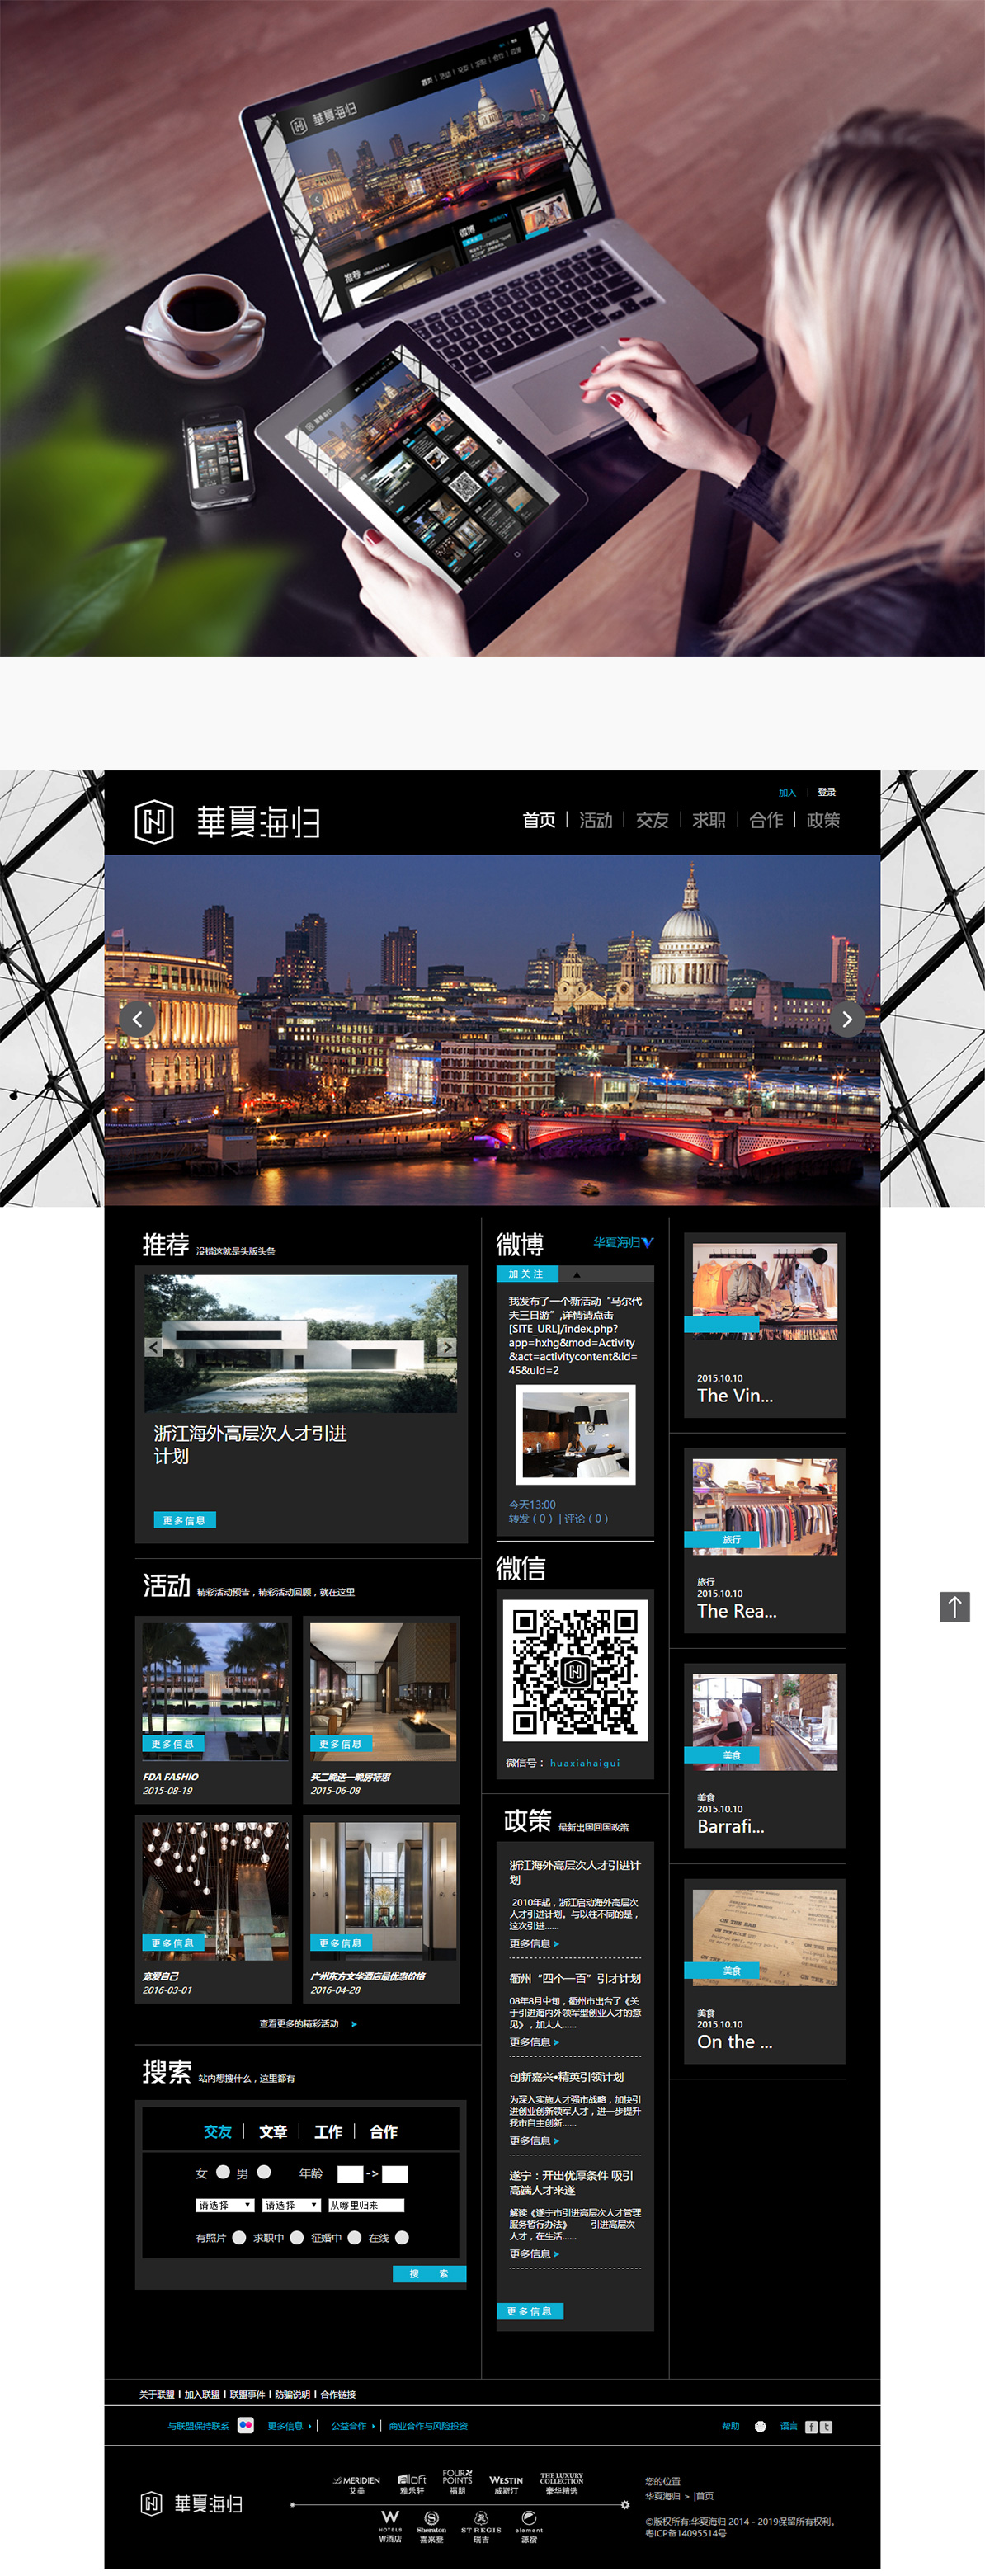 華夏海归
首页 | 活动 | 交友 | 求职 | 合作 | 政策
微博
推荐
加入 | 登录
華夏海归
首页 | 活动 | 交友 | 求职 | 合作 | 政策
推荐 没错这就是头版头条
浙江海外高层次人才引进
计划
更多信息
活动 精彩活动预告，精彩活动回顾，就在这里
更多信息
FDA FASHIO
2015-08-19
更多信息
买二晚送一晚房特惠
2015-06-08
更多信息
宠爱自己
2016-03-01
更多信息
广州东方文华酒店最优惠价格
2016-04-28
查看更多的精彩活动
搜索 站内想搜什么，这里都有
交友 | 文章 | 工作 | 合作
女 男 年龄 ->
请选择 请选择 从哪里归来
有照片 求职中 征婚中 在线
搜 索
微博 华夏海归V
加关注
我发布了一个新活动“马尔代
夫三日游”,详情请点击
[SITE_URL]/index.php?
app=hxhg&mod=Activity
&act=activitycontent&id=
45&uid=2
今天13:00
转发（0）| 评论（0）
微信
微信号： huaxiahaigui
政策 最新出国回国政策
浙江海外高层次人才引进计
划
2010年起，浙江启动海外高层次
人才引进计划。与以往不同的是，
这次引进......
更多信息
衢州“四个一百”引才计划
08年8月中旬，衢州市出台了《关
于引进海内外领军型创业人才的意
见》，加大人......
更多信息
创新嘉兴•精英引领计划
为深入实施人才强市战略，加快引
进创业创新领军人才，进一步提升
我市自主创新......
更多信息
遂宁：开出优厚条件 吸引
高端人才来遂
解读《遂宁市引进高层次人才管理
服务暂行办法》 引进高层次
人才，在生活......
更多信息
更多信息
2015.10.10
The Vin...
旅行
旅行
2015.10.10
The Rea...
美食
美食
2015.10.10
Barrafi...
ON THE BAR
美食
美食
2015.10.10
On the ...
关于联盟 | 加入联盟 | 联盟事件 | 防骗说明 | 合作链接
与联盟保持联系 更多信息 | 公益合作 | 商业合作与风险投资
帮助 语言 f t
華夏海归
LE MERIDIEN
艾美
aloft
雅乐轩
FOUR POINTS
福朋
WESTIN
威斯汀
THE LUXURY COLLECTION
豪华精选
W HOTELS
W酒店
Sheraton
喜来登
ST REGIS
瑞吉
element
源宿
您的位置
华夏海归 > |首页
©版权所有:华夏海归 2014 - 2019保留所有权利。
粤ICP备14095514号